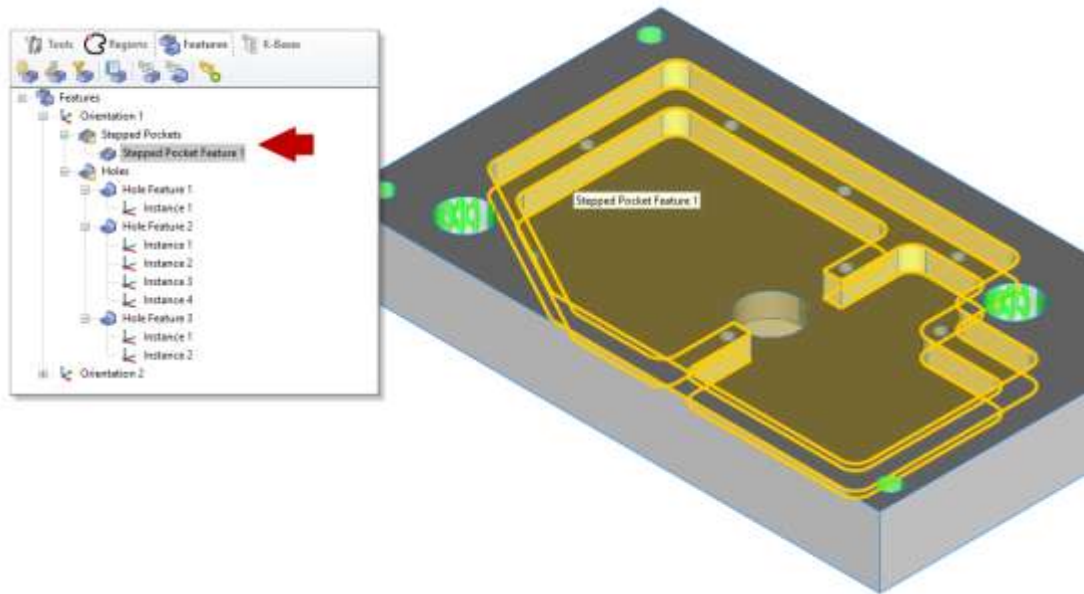 Tools Regions Features K-Bases
Features
Orientation 1
Stepped Pockets
Stepped Pocket Feature 1
Holes
Hole Feature 1
Instance 1
Hole Feature 2
Instance 1
Instance 2
Instance 3
Instance 4
Hole Feature 3
Instance 1
Instance 2
Orientation 2
Stepped Pocket Feature 1